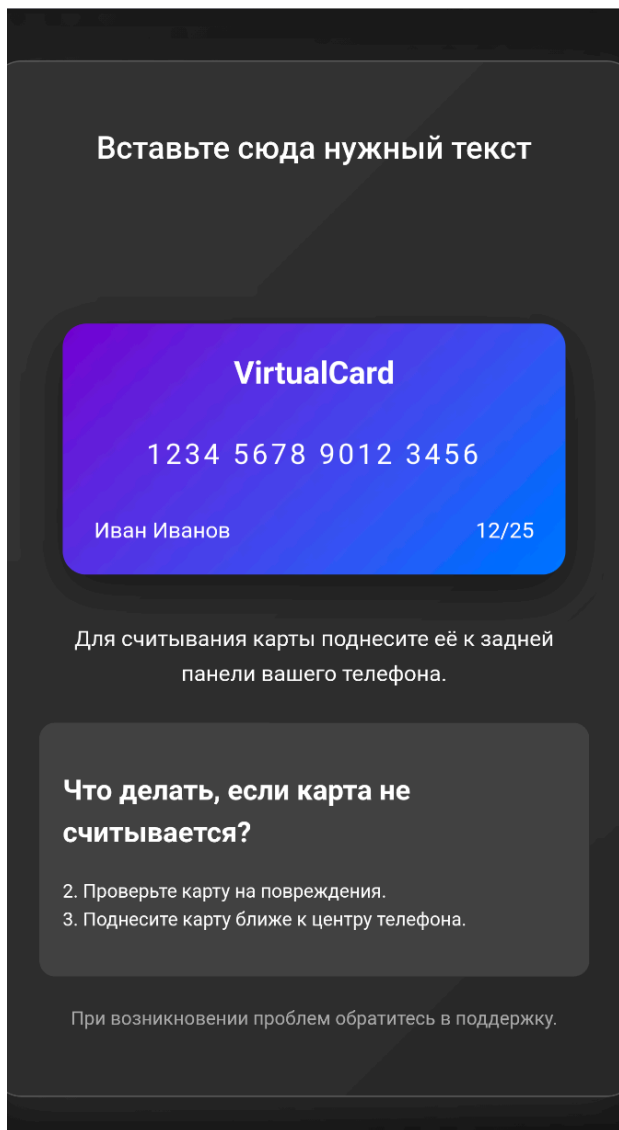 Вставьте сюда нужный текст
VirtualCard
1234 5678 9012 3456
Иван Иванов 12/25
Для считывания карты поднесите её к задней
панели вашего телефона.
Что делать, если карта не
считывается?
2. Проверьте карту на повреждения.
3. Поднесите карту ближе к центру телефона.
При возникновении проблем обратитесь в поддержку.